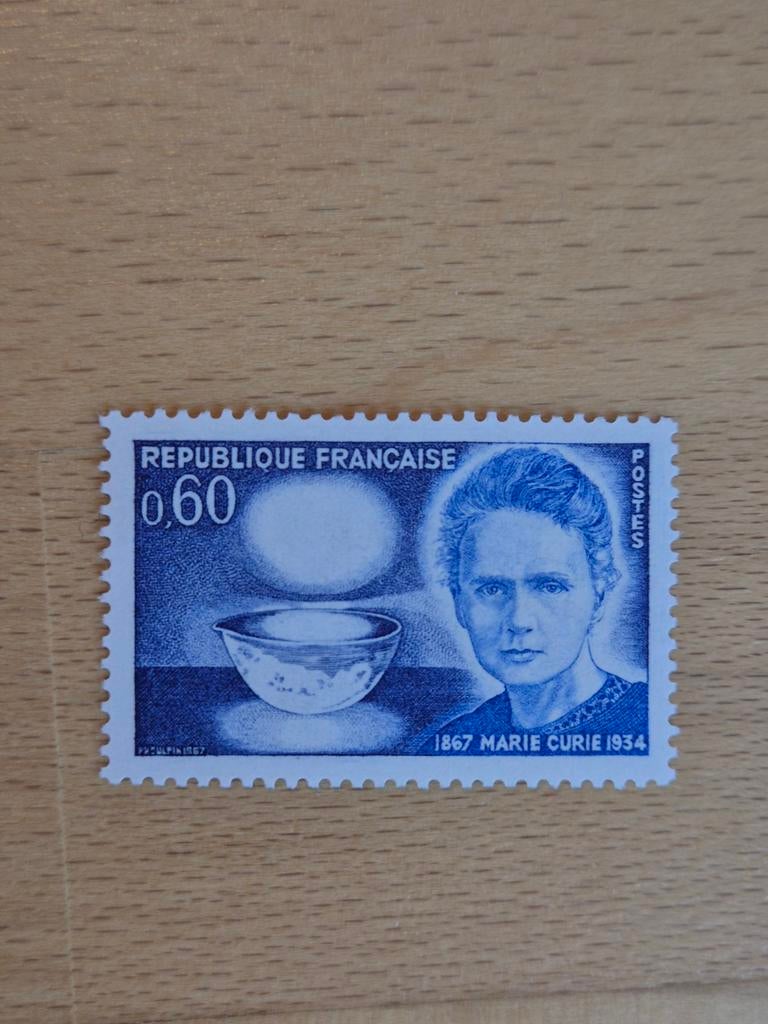 REPUBLIQUE FRANÇAISE
0,60
POSTES
1867 MARIE CURIE 1934